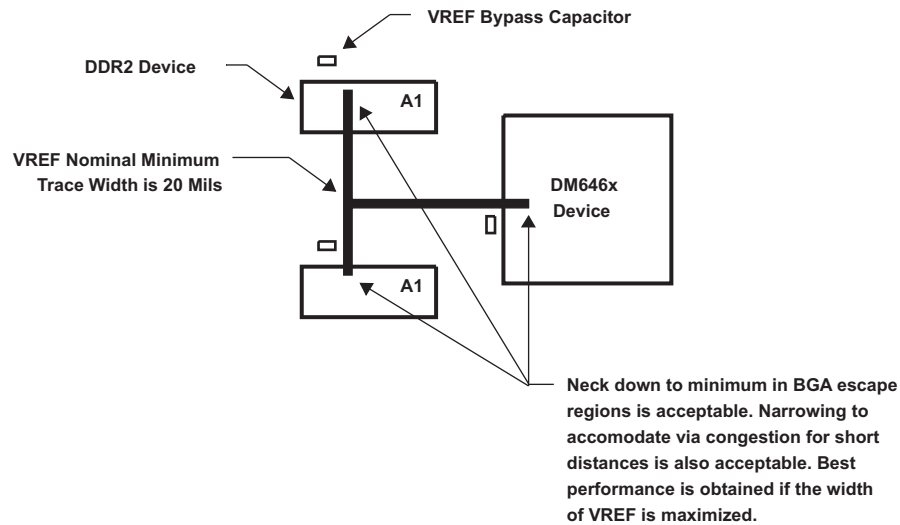 VREF Bypass Capacitor
DDR2 Device
A1
VREF Nominal Minimum
Trace Width is 20 Mils
DM646x
Device
A1
Neck down to minimum in BGA escape
regions is acceptable. Narrowing to
accomodate via congestion for short
distances is also acceptable. Best
performance is obtained if the width
of VREF is maximized.